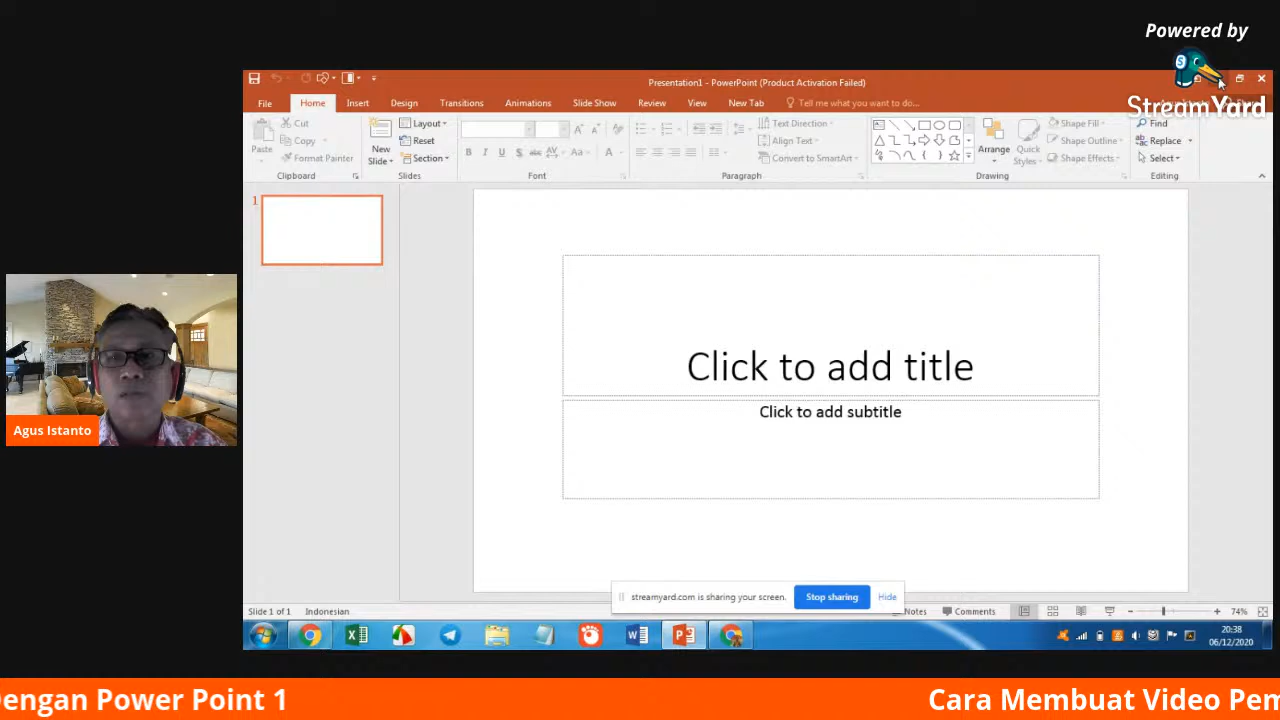 Powered by
StreamYard
Presentation1 - PowerPoint (Product Activation Failed)
File Home Insert Design Transitions Animations Slide Show Review View New Tab Tell me what you want to do...
Paste
Cut
Copy
Format Painter
Clipboard
New Slide
Layout
Reset
Section
Slides
B I U S abc AV Aa A
Font
Text Direction
Align Text
Convert to SmartArt
Paragraph
Arrange
Quick Styles
Shape Fill
Shape Outline
Shape Effects
Drawing
Find
Replace
Select
Editing
1
Click to add title
Click to add subtitle
Agus Istanto
streamyard.com is sharing your screen. Stop sharing Hide
Slide 1 of 1 Indonesian Notes Comments 74%
20:38
06/12/2020
Dengan Power Point 1 Cara Membuat Video Pem